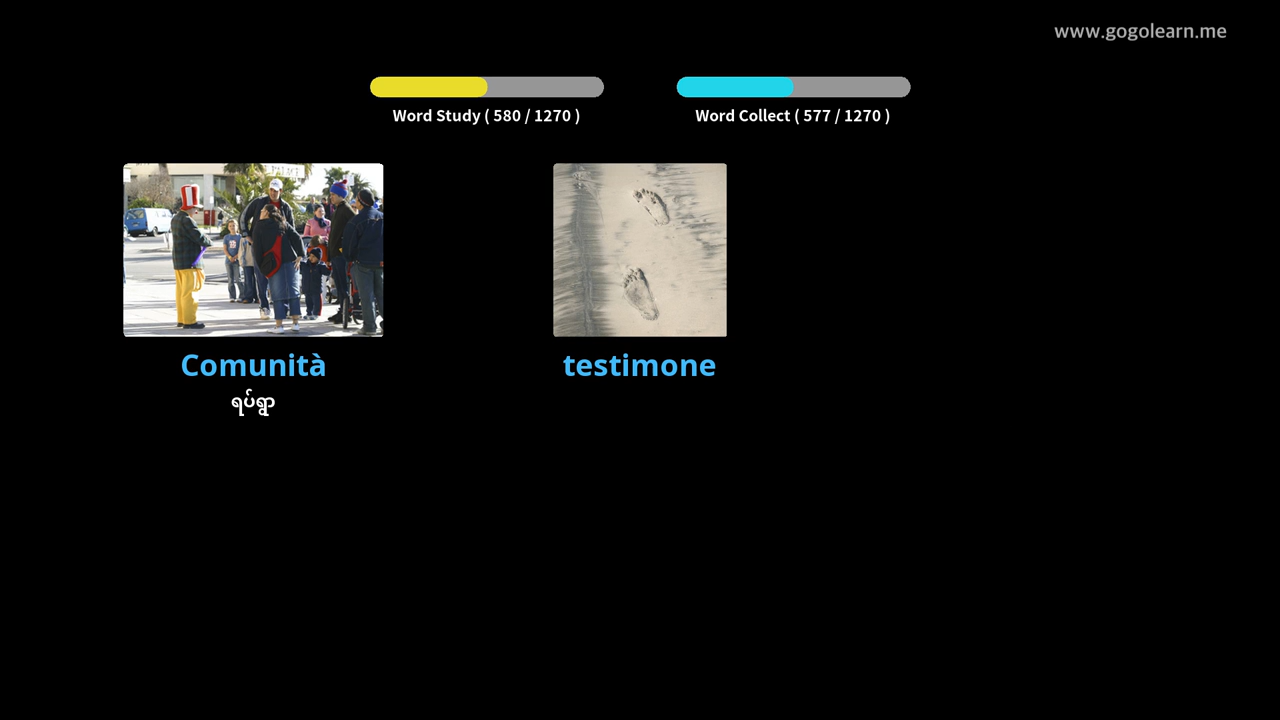 www.gogolearn.me
Word Study ( 580 / 1270 )
Word Collect ( 577 / 1270 )
Comunità
testimone
ရပ်ရွာ